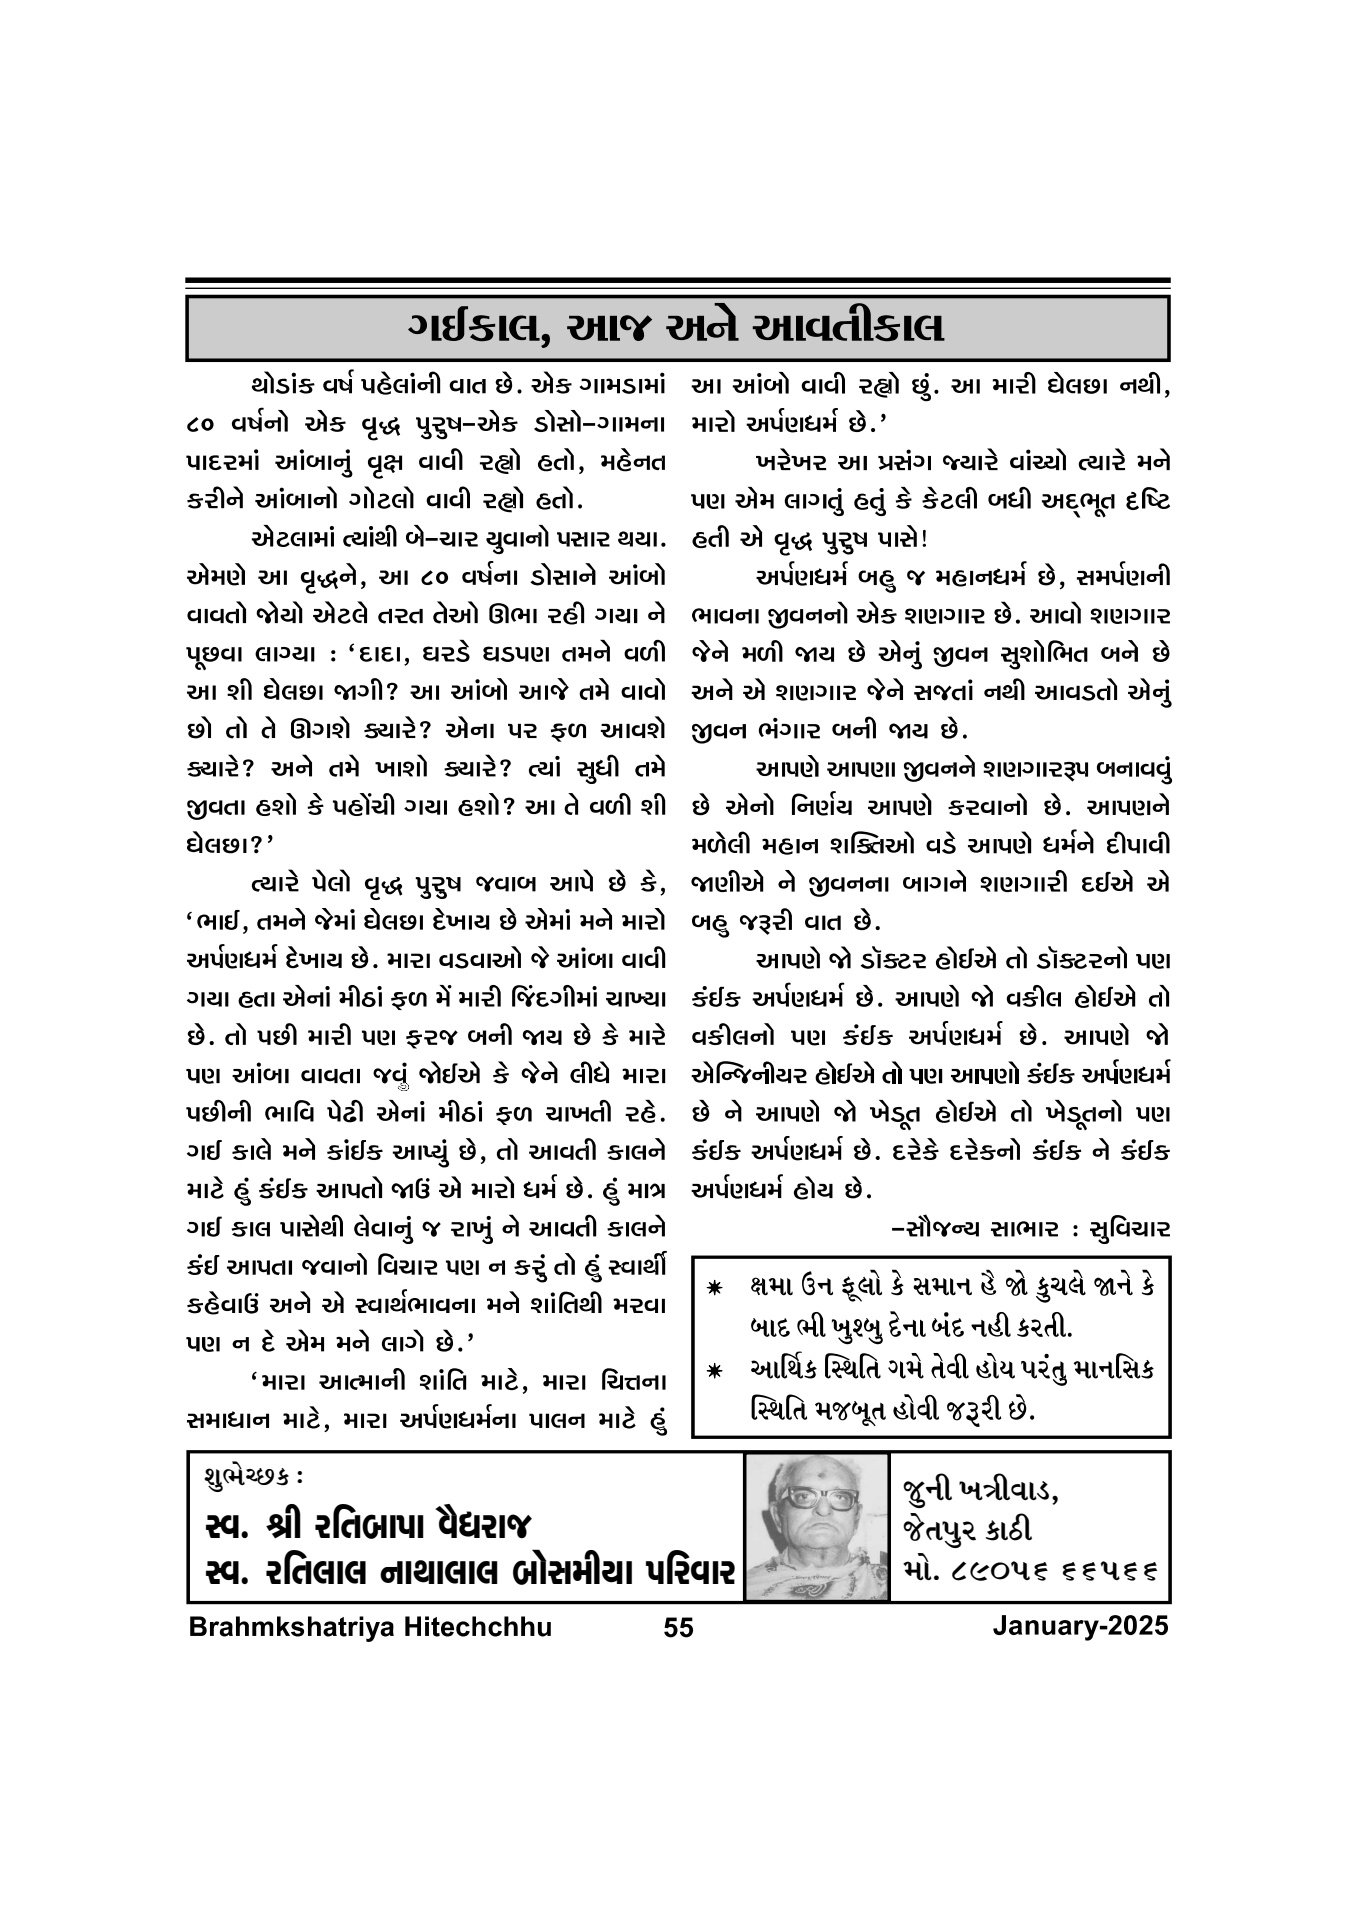 ગઈકાલ, આજ અને આવતીકાલ
થોડાંક વર્ષ પહેલાંની વાત છે. એક ગામડામાં
૮૦ વર્ષનો એક વૃદ્ધ પુરુષ–એક ડોસો–ગામના
પાદરમાં આંબાનું વૃક્ષ વાવી રહ્યો હતો, મહેનત
કરીને આંબાનો ગોટલો વાવી રહ્યો હતો.
એટલામાં ત્યાંથી બે–ચાર યુવાનો પસાર થયા.
એમણે આ વૃદ્ધને, આ ૮૦ વર્ષના ડોસાને આંબો
વાવતો જોયો એટલે તરત તેઓ ઊભા રહી ગયા ને
પૂછવા લાગ્યા : ‘દાદા, ઘરડે ઘડપણ તમને વળી
આ શી ઘેલછા જાગી? આ આંબો આજે તમે વાવો
છો તો તે ઊગશે ક્યારે? એના પર ફળ આવશે
ક્યારે? અને તમે ખાશો ક્યારે? ત્યાં સુધી તમે
જીવતા હશો કે પહોંચી ગયા હશો? આ તે વળી શી
ઘેલછા?’
ત્યારે પેલો વૃદ્ધ પુરુષ જવાબ આપે છે કે,
‘ભાઈ, તમને જેમાં ઘેલછા દેખાય છે એમાં મને મારો
અર્પણધર્મ દેખાય છે. મારા વડવાઓ જે આંબા વાવી
ગયા હતા એનાં મીઠાં ફળ મેં મારી જિંદગીમાં ચાખ્યા
છે. તો પછી મારી પણ ફરજ બની જાય છે કે મારે
પણ આંબા વાવતા જવું જોઈએ કે જેને લીધે મારા
પછીની ભાવિ પેઢી એનાં મીઠાં ફળ ચાખતી રહે.
ગઈ કાલે મને કાંઈક આપ્યું છે, તો આવતી કાલને
માટે હું કંઈક આપતો જાઉં એ મારો ધર્મ છે. હું માત્ર
ગઈ કાલ પાસેથી લેવાનું જ રાખું ને આવતી કાલને
કંઈ આપતા જવાનો વિચાર પણ ન કરું તો હું સ્વાર્થી
કહેવાઉં અને એ સ્વાર્થભાવના મને શાંતિથી મરવા
પણ ન દે એમ મને લાગે છે.’
‘મારા આત્માની શાંતિ માટે, મારા ચિત્તના
સમાધાન માટે, મારા અર્પણધર્મના પાલન માટે હું
આ આંબો વાવી રહ્યો છું. આ મારી ઘેલછા નથી,
મારો અર્પણધર્મ છે.’
ખરેખર આ પ્રસંગ જ્યારે વાંચ્યો ત્યારે મને
પણ એમ લાગતું હતું કે કેટલી બધી અદ્ભૂત દૃષ્ટિ
હતી એ વૃદ્ધ પુરુષ પાસે!
અર્પણધર્મ બહુ જ મહાનધર્મ છે, સમર્પણની
ભાવના જીવનનો એક શણગાર છે. આવો શણગાર
જેને મળી જાય છે એનું જીવન સુશોભિત બને છે
અને એ શણગાર જેને સજતાં નથી આવડતો એનું
જીવન ભંગાર બની જાય છે.
આપણે આપણા જીવનને શણગારરૂપ બનાવવું
છે એનો નિર્ણય આપણે કરવાનો છે. આપણને
મળેલી મહાન શક્તિઓ વડે આપણે ધર્મને દીપાવી
જાણીએ ને જીવનના બાગને શણગારી દઈએ એ
બહુ જરૂરી વાત છે.
આપણે જો ડૉક્ટર હોઈએ તો ડૉક્ટરનો પણ
કંઈક અર્પણધર્મ છે. આપણે જો વકીલ હોઈએ તો
વકીલનો પણ કંઈક અર્પણધર્મ છે. આપણે જો
એન્જિનીયર હોઈએ તો પણ આપણો કંઈક અર્પણધર્મ
છે ને આપણે જો ખેડૂત હોઈએ તો ખેડૂતનો પણ
કંઈક અર્પણધર્મ છે. દરેકે દરેકનો કંઈક ને કંઈક
અર્પણધર્મ હોય છે.
–સૌજન્ય સાભાર : સુવિચાર
✷ ક્ષમા ઉન ફૂલો કે સમાન હૈ જો કુચલે જાને કે
બાદ ભી ખુશ્બુ દેના બંદ નહી કરતી.
✷ આર્થિક સ્થિતિ ગમે તેવી હોય પરંતુ માનસિક
સ્થિતિ મજબૂત હોવી જરૂરી છે.
શુભેચ્છક :
સ્વ. શ્રી રતિબાપા વૈધરાજ
સ્વ. રતિલાલ નાથાલાલ બોસમીયા પરિવાર
જુની ખત્રીવાડ,
જેતપુર કાઠી
મો. ૮૯૦૫૬ ૬૬૫૬૬
Brahmkshatriya Hitechchhu 55 January-2025